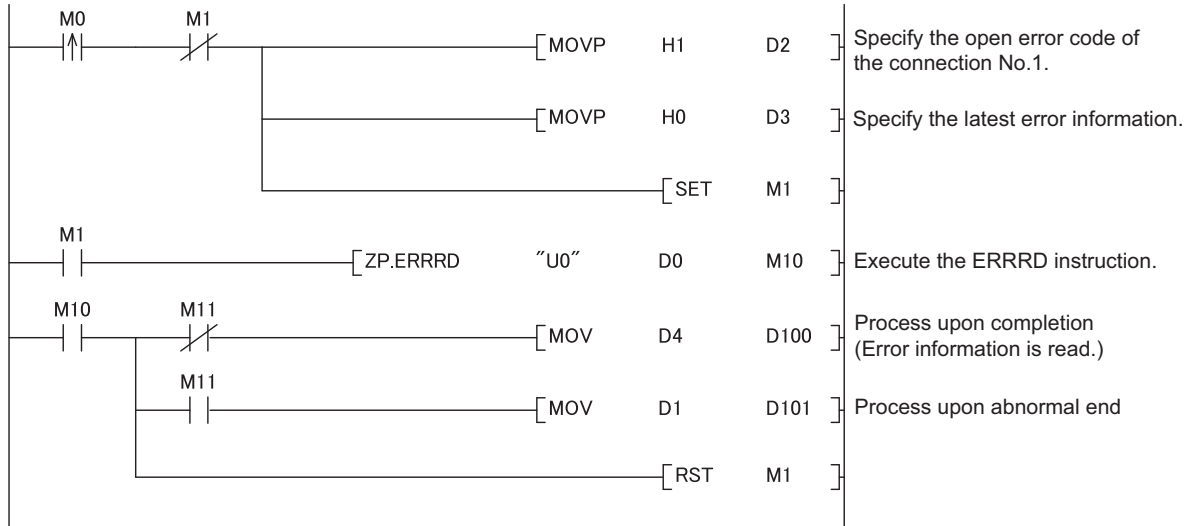 M0 M1
MOVP H1 D2 Specify the open error code of
the connection No.1.
MOVP H0 D3 Specify the latest error information.
SET M1
M1
ZP.ERRRD "U0" D0 M10 Execute the ERRRD instruction.
M10 M11
MOV D4 D100 Process upon completion
(Error information is read.)
M11
MOV D1 D101 Process upon abnormal end
RST M1